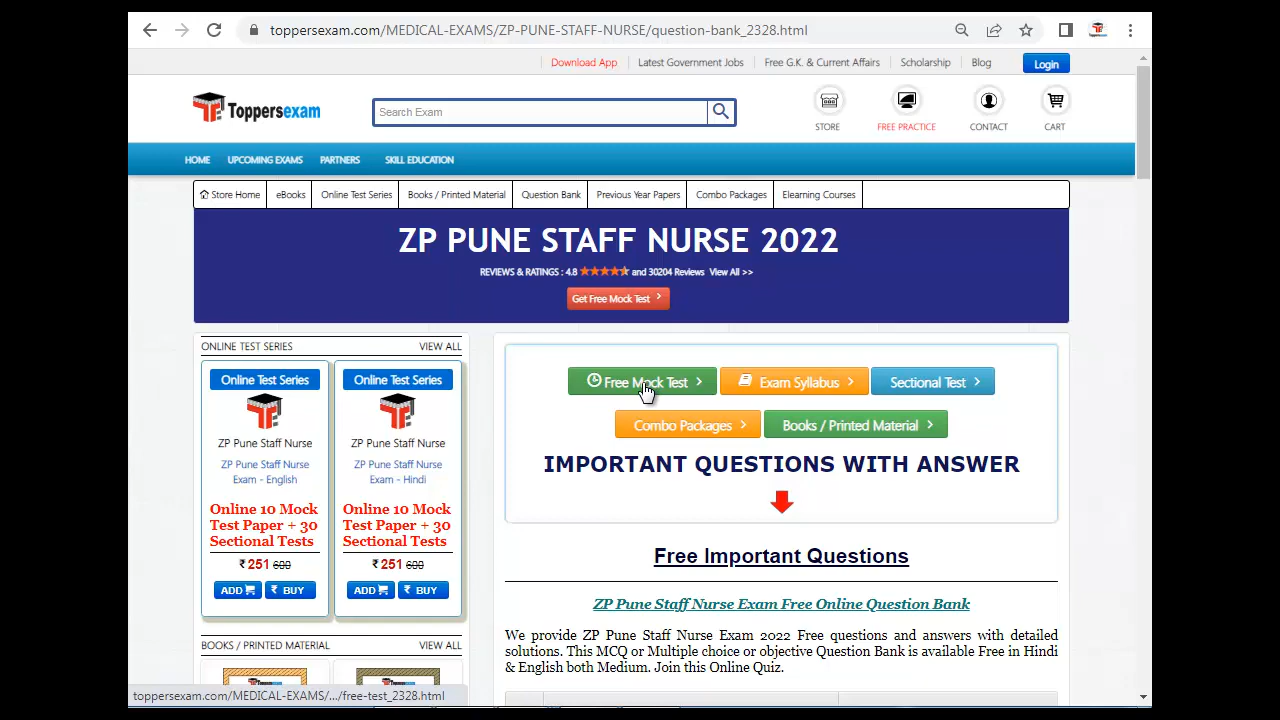 toppersexam.com/MEDICAL-EXAMS/ZP-PUNE-STAFF-NURSE/question-bank_2328.html
Download App
Latest Government Jobs
Free G.K. & Current Affairs
Scholarship
Blog
Login
Toppersexam
Search Exam
STORE
FREE PRACTICE
CONTACT
CART
HOME
UPCOMING EXAMS
PARTNERS
SKILL EDUCATION
Store Home
eBooks
Online Test Series
Books / Printed Material
Question Bank
Previous Year Papers
Combo Packages
Elearning Courses
ZP PUNE STAFF NURSE 2022
REVIEWS & RATINGS : 4.8 ★★★★★ and 30204 Reviews View All >>
Get Free Mock Test
ONLINE TEST SERIES
VIEW ALL
Online Test Series
ZP Pune Staff Nurse
ZP Pune Staff Nurse
Exam - English
Online 10 Mock
Test Paper + 30
Sectional Tests
₹ 251 600
ADD
₹ BUY
Online Test Series
ZP Pune Staff Nurse
ZP Pune Staff Nurse
Exam - Hindi
Online 10 Mock
Test Paper + 30
Sectional Tests
₹ 251 600
ADD
₹ BUY
BOOKS / PRINTED MATERIAL
VIEW ALL
Free Mock Test
Exam Syllabus
Sectional Test
Combo Packages
Books / Printed Material
IMPORTANT QUESTIONS WITH ANSWER
Free Important Questions
ZP Pune Staff Nurse Exam Free Online Question Bank
We provide ZP Pune Staff Nurse Exam 2022 Free questions and answers with detailed
solutions. This MCQ or Multiple choice or objective Question Bank is available Free in Hindi
& English both Medium. Join this Online Quiz.
toppersexam.com/MEDICAL-EXAMS/.../free-test_2328.html